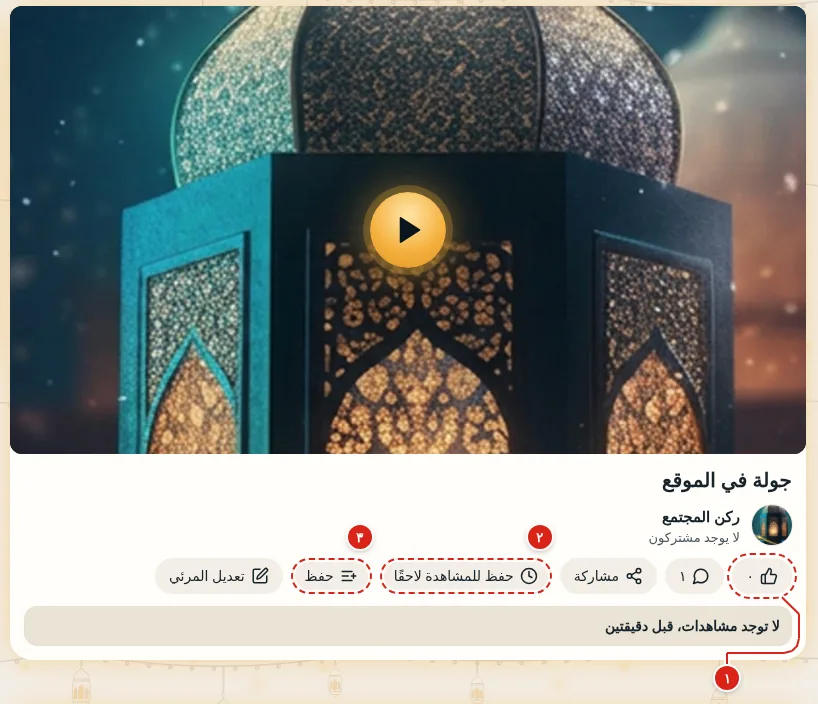 جولة في الموقع
ركن المجتمع
لا يوجد مشتركون
٢
٣
٠
١
مشاركة
حفظ للمشاهدة لاحقًا
حفظ
تعديل المرئي
لا توجد مشاهدات، قبل دقيقتين
١